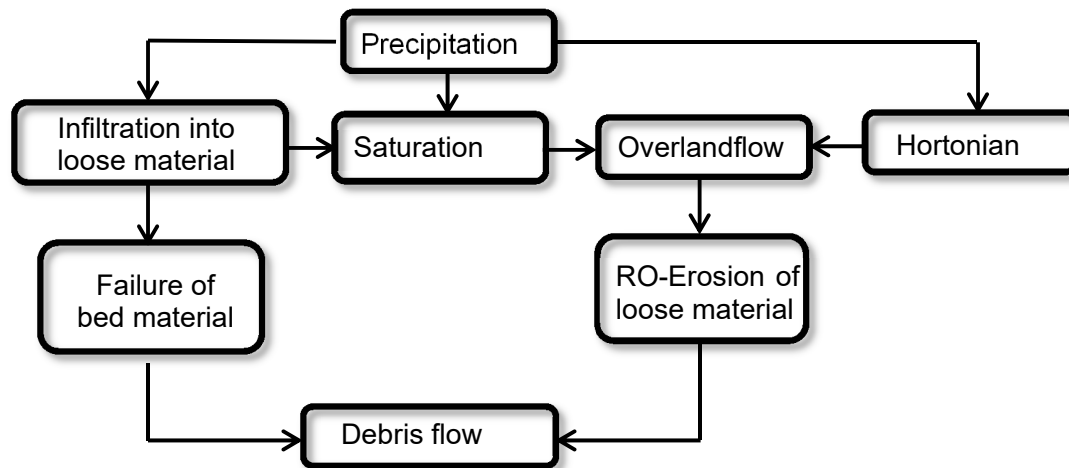 Precipitation
Infiltration into
loose material
Saturation
Overlandflow
Hortonian
Failure of
bed material
RO-Erosion of
loose material
Debris flow